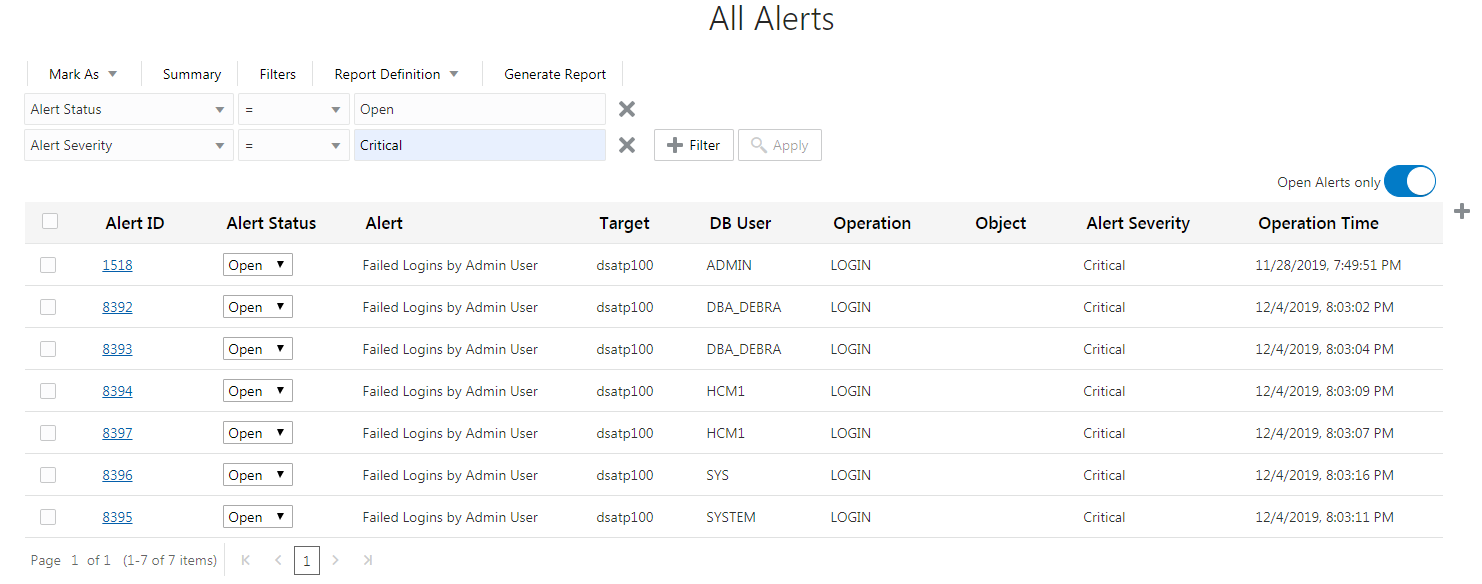 All Alerts
Mark As Summary Filters Report Definition Generate Report
Alert Status = Open
Alert Severity = Critical Filter Apply
Open Alerts only
Alert ID Alert Status Alert Target DB User Operation Object Alert Severity Operation Time
1518 Open Failed Logins by Admin User dsatp100 ADMIN LOGIN Critical 11/28/2019, 7:49:51 PM
8392 Open Failed Logins by Admin User dsatp100 DBA_DEBRA LOGIN Critical 12/4/2019, 8:03:02 PM
8393 Open Failed Logins by Admin User dsatp100 DBA_DEBRA LOGIN Critical 12/4/2019, 8:03:04 PM
8394 Open Failed Logins by Admin User dsatp100 HCM1 LOGIN Critical 12/4/2019, 8:03:09 PM
8397 Open Failed Logins by Admin User dsatp100 HCM1 LOGIN Critical 12/4/2019, 8:03:07 PM
8396 Open Failed Logins by Admin User dsatp100 SYS LOGIN Critical 12/4/2019, 8:03:16 PM
8395 Open Failed Logins by Admin User dsatp100 SYSTEM LOGIN Critical 12/4/2019, 8:03:11 PM
Page 1 of 1 (1-7 of 7 items) 1